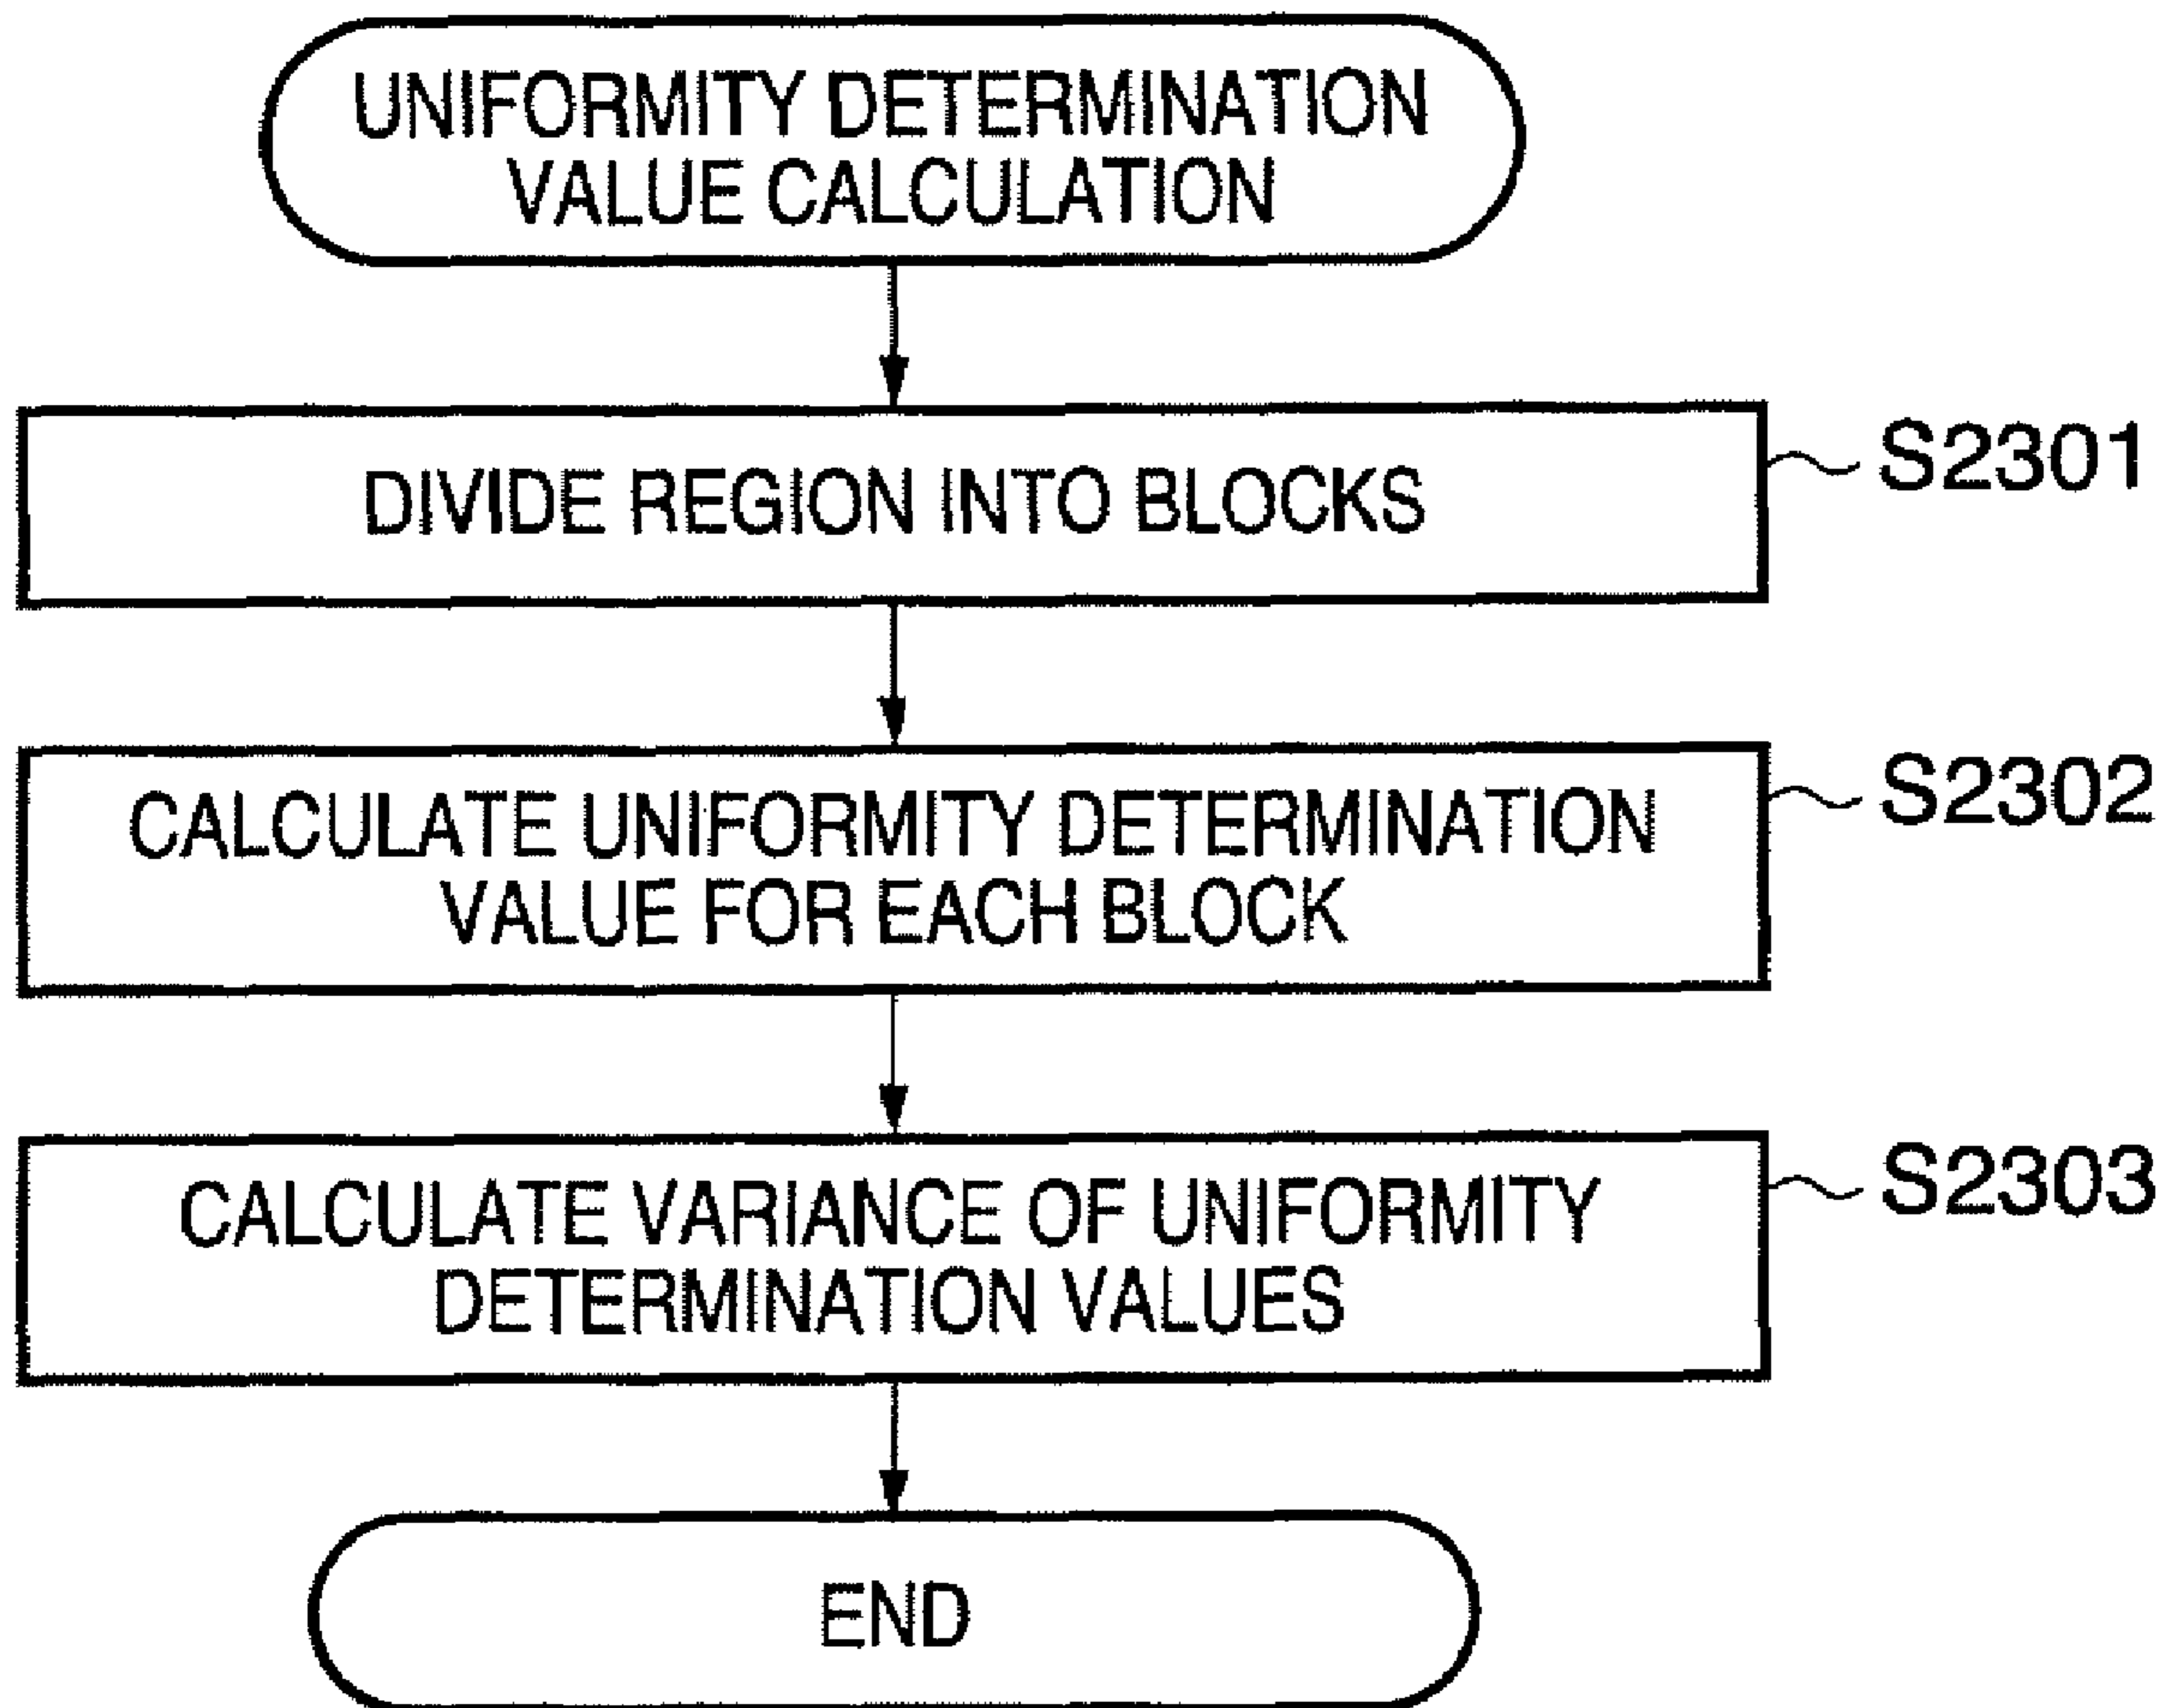 UNIFORMITY DETERMINATION
VALUE CALCULATION
DIVIDE REGION INTO BLOCKS
S2301
CALCULATE UNIFORMITY DETERMINATION
VALUE FOR EACH BLOCK
S2302
CALCULATE VARIANCE OF UNIFORMITY
DETERMINATION VALUES
S2303
END